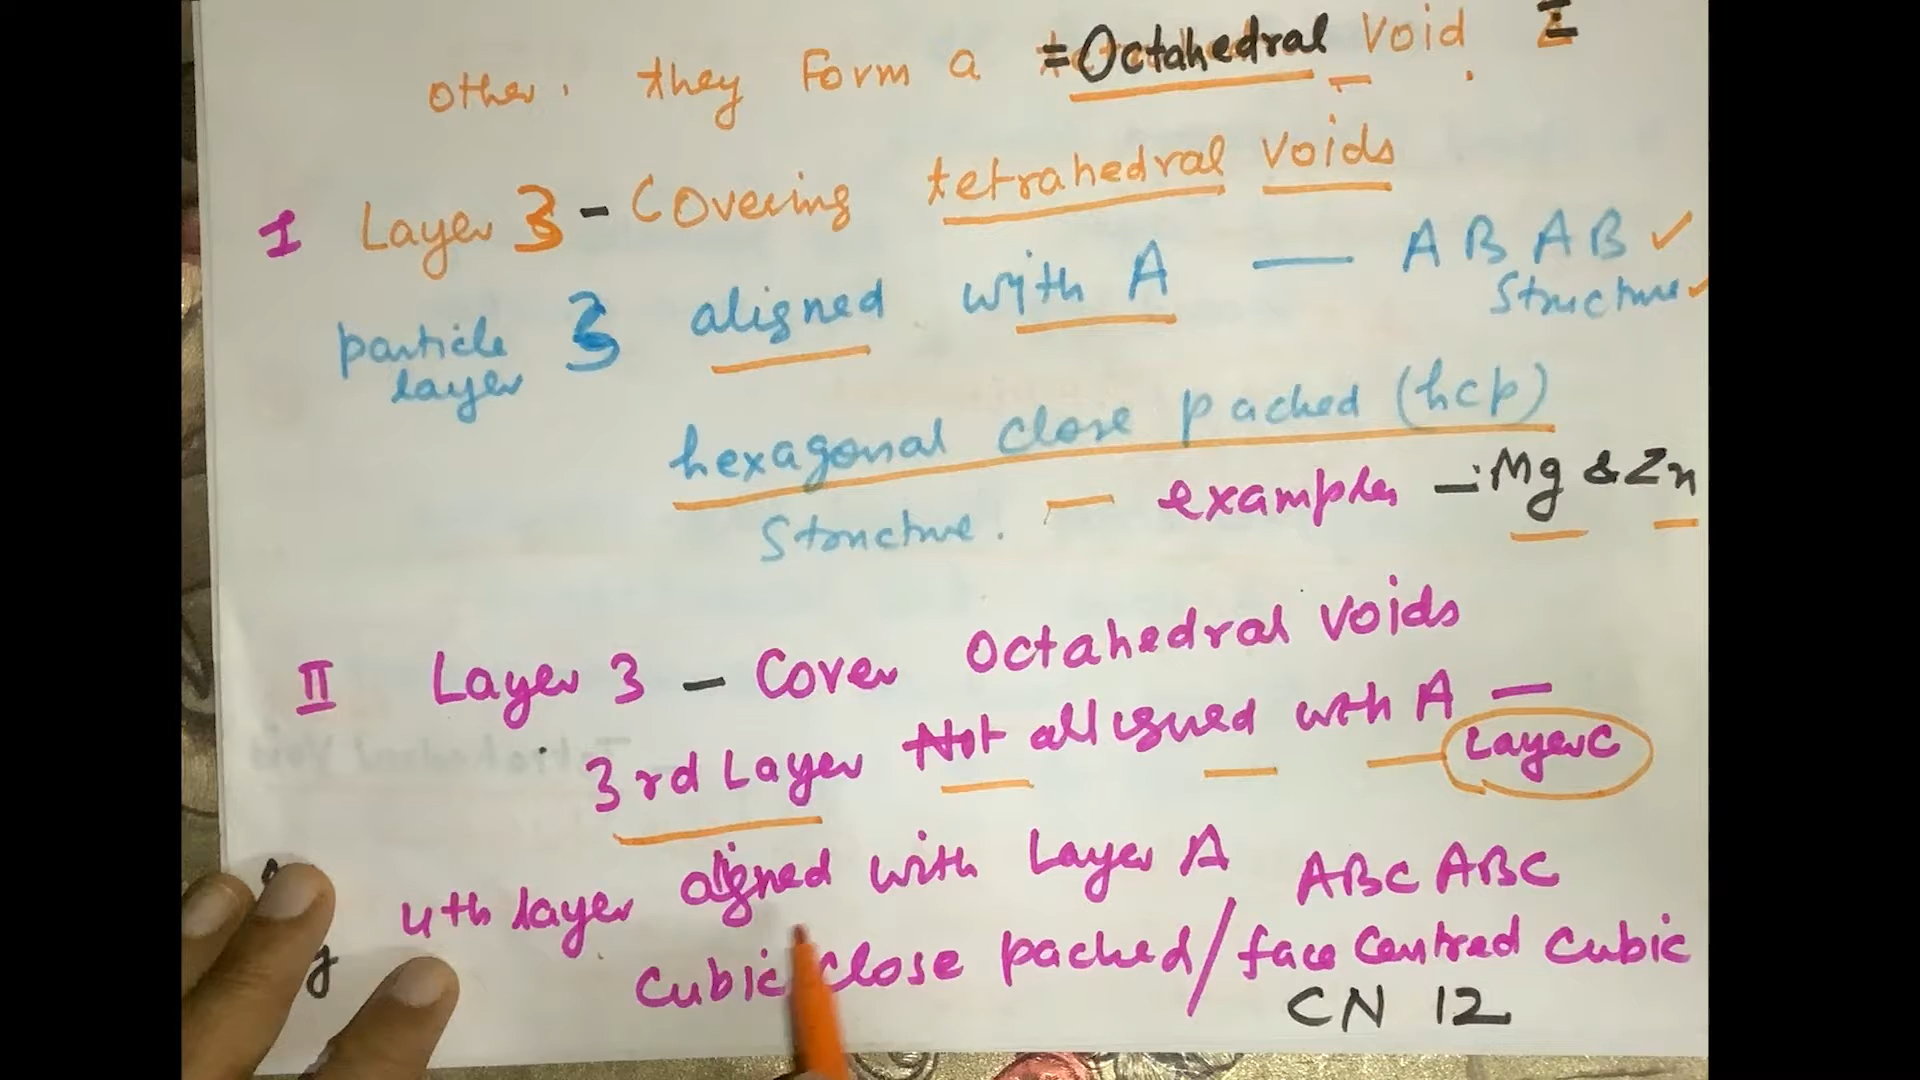 other. they Form a =Octahedral Void
I Layer 3 - Covering tetrahedral voids
particle layer 3 aligned with A — A B A B
Structure
hexagonal close packed (hcp)
Structure. — examples - Mg & Zn
II Layer 3 - Cover Octahedral Voids
3rd Layer Not alligned with A —
Layer C
4th layer aligned with Layer A ABC ABC
Cubic close packed / face Centred Cubic
CN 12